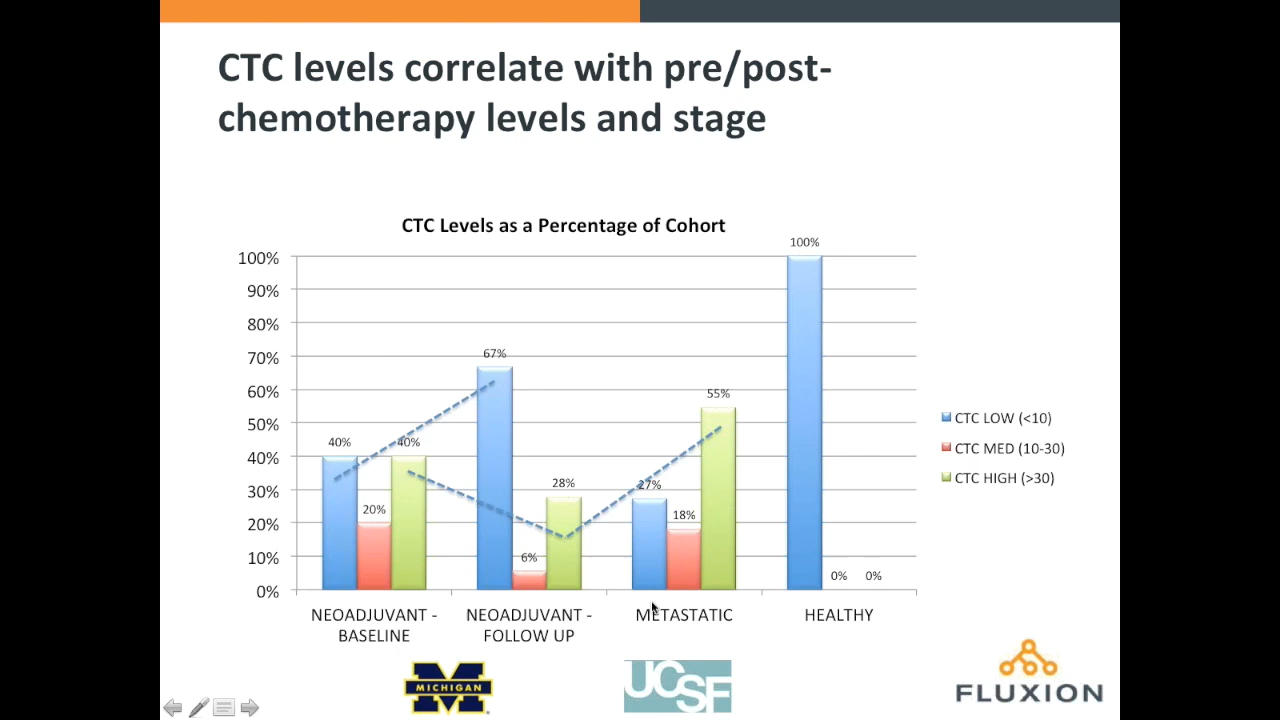 CTC levels correlate with pre/post-
chemotherapy levels and stage
CTC Levels as a Percentage of Cohort
100%
90%
80%
70%
60%
50%
40%
30%
20%
10%
0%
40%
20%
40%
67%
6%
28%
27%
18%
55%
100%
0%
0%
NEOADJUVANT -
BASELINE
NEOADJUVANT -
FOLLOW UP
METASTATIC
HEALTHY
CTC LOW (<10)
CTC MED (10-30)
CTC HIGH (>30)
M
MICHIGAN
UCSF
FLUXION